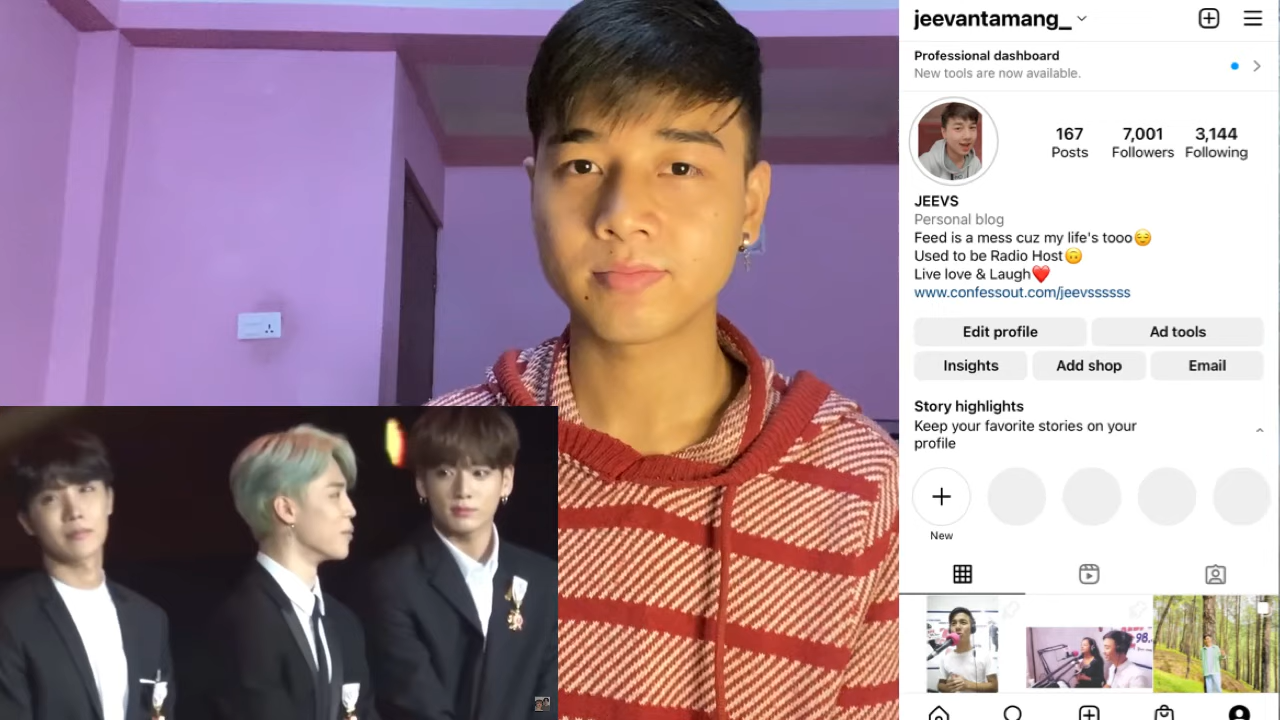 jeevantamang_
Professional dashboard
New tools are now available.
167
Posts
7,001
Followers
3,144
Following
JEEVS
Personal blog
Feed is a mess cuz my life's tooo😌
Used to be Radio Host🙃
Live love & Laugh❤️
www.confessout.com/jeevssssss
Edit profile
Ad tools
Insights
Add shop
Email
Story highlights
Keep your favorite stories on your
profile
New
98.